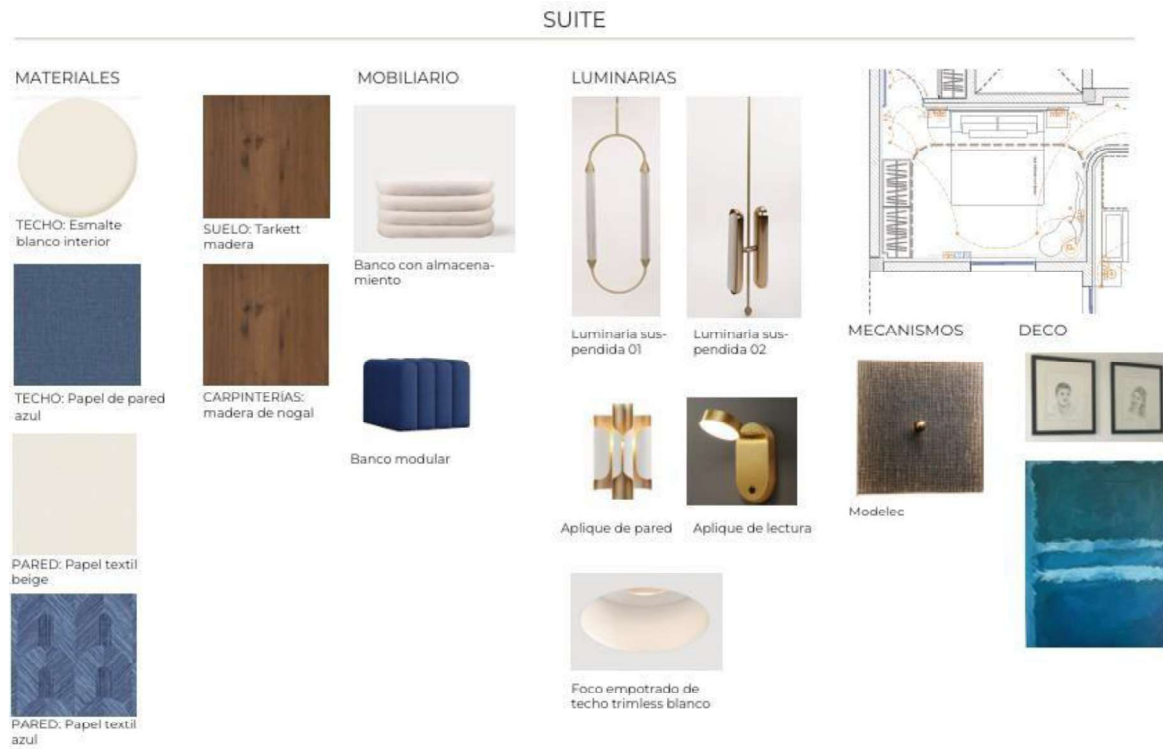 SUITE
MATERIALES
TECHO: Esmalte
blanco interior
TECHO: Papel de pared
azul
PARED: Papel textil
beige
PARED: Papel textil
azul
SUELO: Tarkett
madera
CARPINTERÍAS:
madera de nogal
MOBILIARIO
Banco con almacena-
miento
Banco modular
LUMINARIAS
Luminaria sus-
pendida 01
Luminaria sus-
pendida 02
Aplique de pared
Aplique de lectura
Foco empotrado de
techo trimless blanco
MECANISMOS
Modelec
DECO